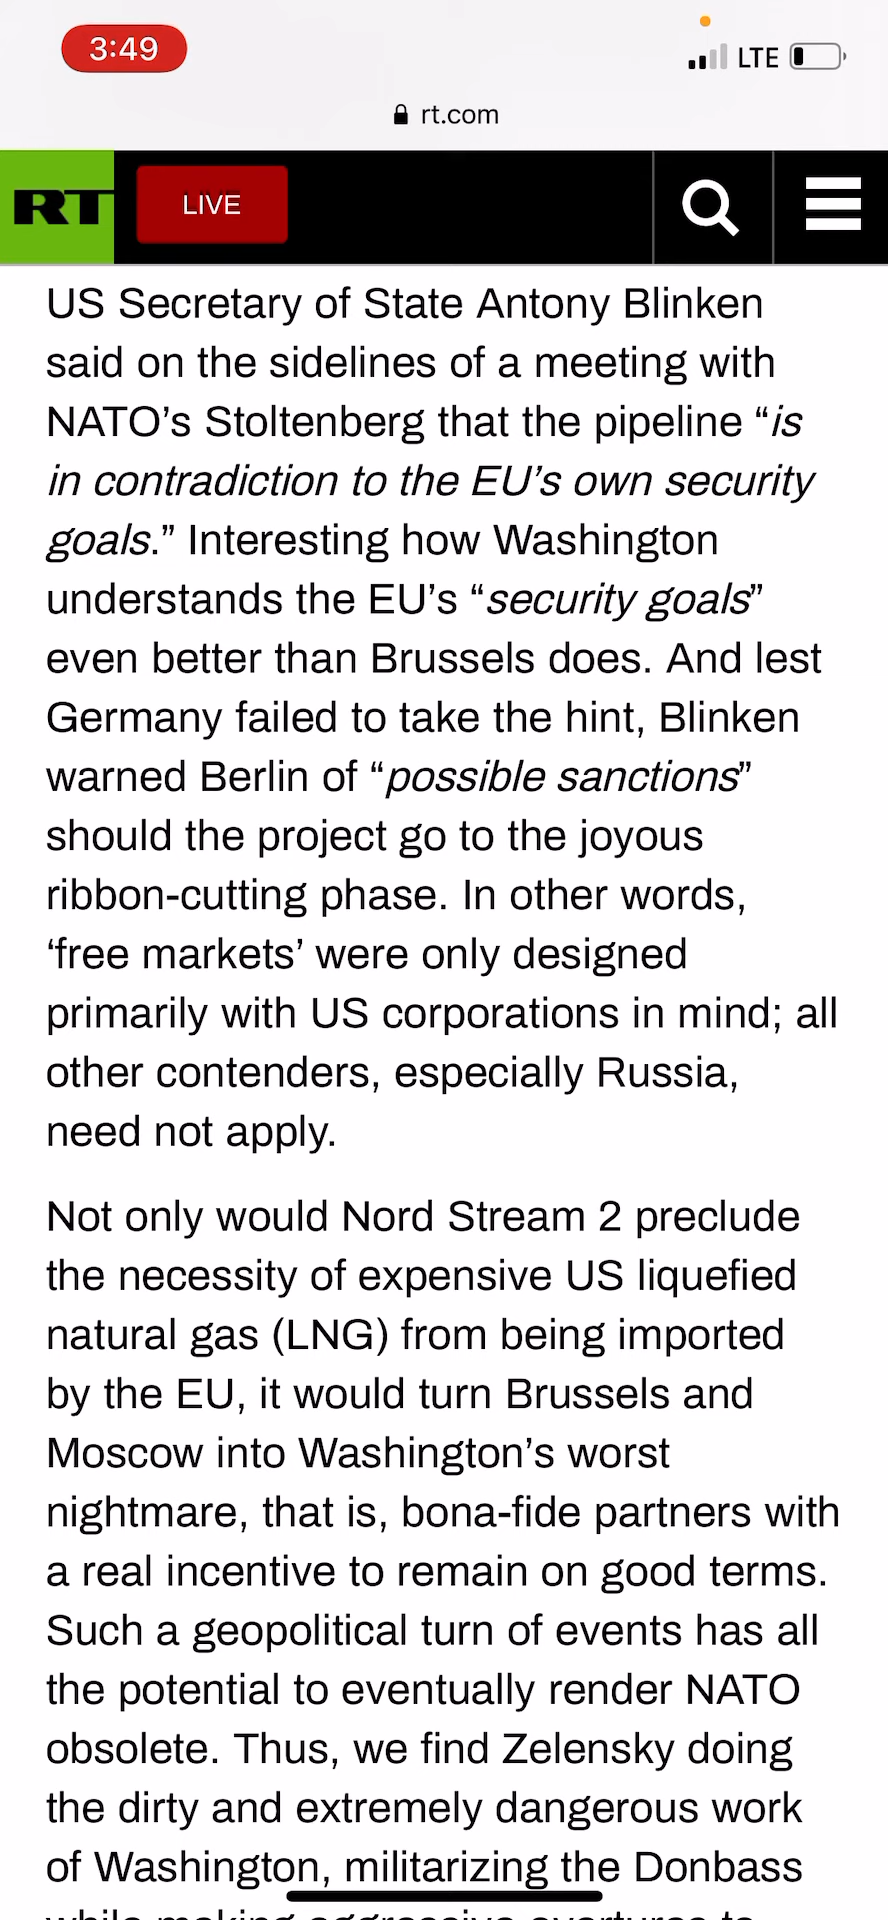 3:49
LTE
rt.com
RT
LIVE
US Secretary of State Antony Blinken
said on the sidelines of a meeting with
NATO’s Stoltenberg that the pipeline “is
in contradiction to the EU’s own security
goals.” Interesting how Washington
understands the EU’s “security goals”
even better than Brussels does. And lest
Germany failed to take the hint, Blinken
warned Berlin of “possible sanctions”
should the project go to the joyous
ribbon-cutting phase. In other words,
‘free markets’ were only designed
primarily with US corporations in mind; all
other contenders, especially Russia,
need not apply.
Not only would Nord Stream 2 preclude
the necessity of expensive US liquefied
natural gas (LNG) from being imported
by the EU, it would turn Brussels and
Moscow into Washington’s worst
nightmare, that is, bona-fide partners with
a real incentive to remain on good terms.
Such a geopolitical turn of events has all
the potential to eventually render NATO
obsolete. Thus, we find Zelensky doing
the dirty and extremely dangerous work
of Washington, militarizing the Donbass
while making aggressive overtures to